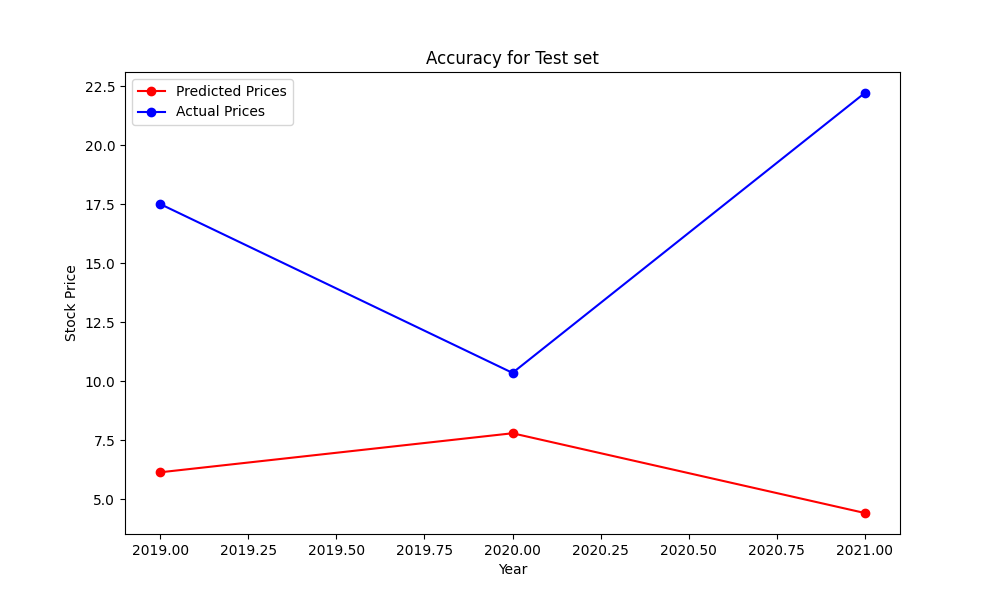 Accuracy for Test set
Predicted Prices
Actual Prices
22.5
20.0
17.5
15.0
12.5
10.0
7.5
5.0
Stock Price
2019.00 2019.25 2019.50 2019.75 2020.00 2020.25 2020.50 2020.75 2021.00
Year